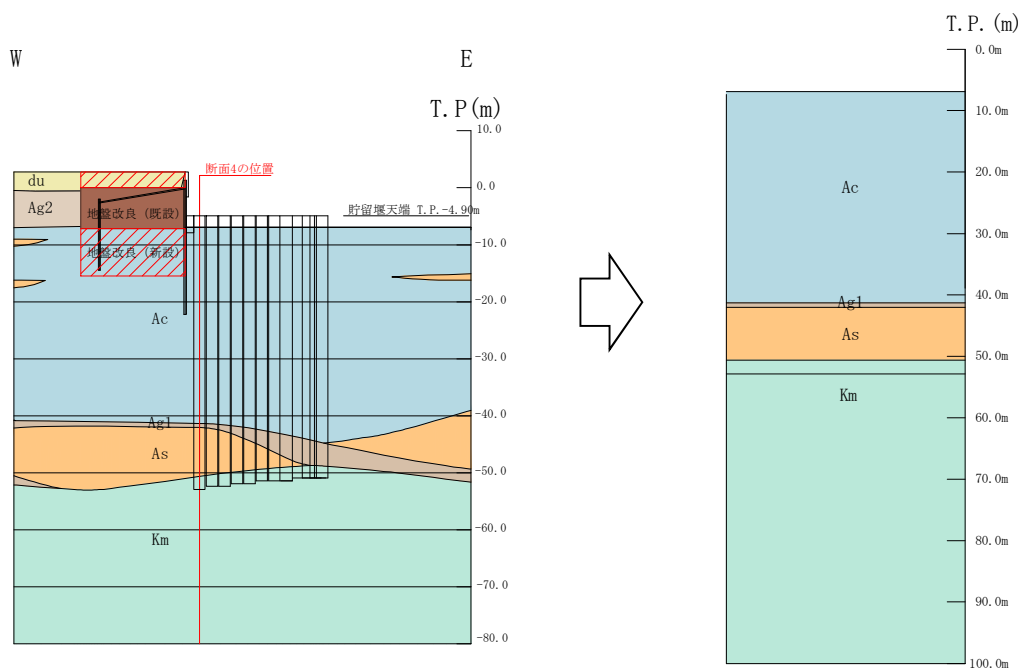 W
E
T.P(m)
10.0
断面4の位置
du
0.0
Ag2
地盤改良（既設）
貯留堰天端 T.P.-4.90m
地盤改良（新設）
-10.0
-20.0
Ac
-30.0
-40.0
Ag1
As
-50.0
-60.0
Km
-70.0
-80.0
T.P.(m)
0.0m
10.0m
20.0m
Ac
30.0m
40.0m
Ag1
As
50.0m
Km
60.0m
70.0m
80.0m
90.0m
100.0m